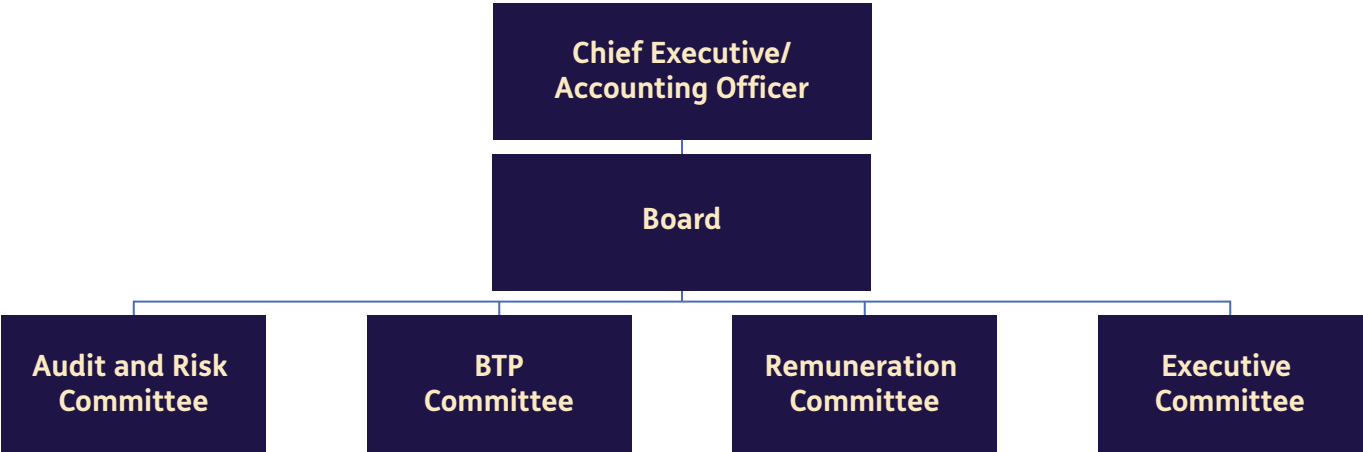 Chief Executive/
Accounting Officer
Board
Audit and Risk
Committee
BTP
Committee
Remuneration
Committee
Executive
Committee